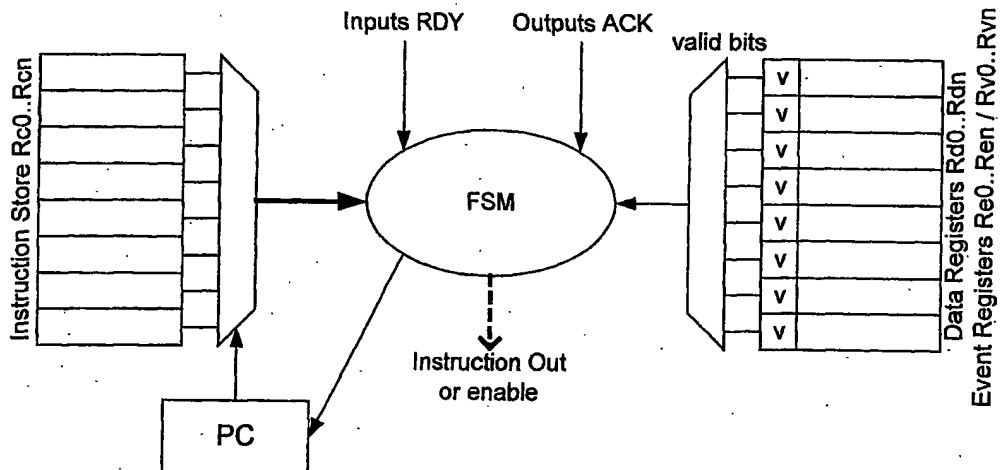 Inputs RDY
Outputs ACK
valid bits
Instruction Store Rc0..Rcn
FSM
v
v
v
v
v
v
v
v
Data Registers Rd0..Rdn
Event Registers Re0..Ren / Rv0..Rvn
Instruction Out
or enable
PC